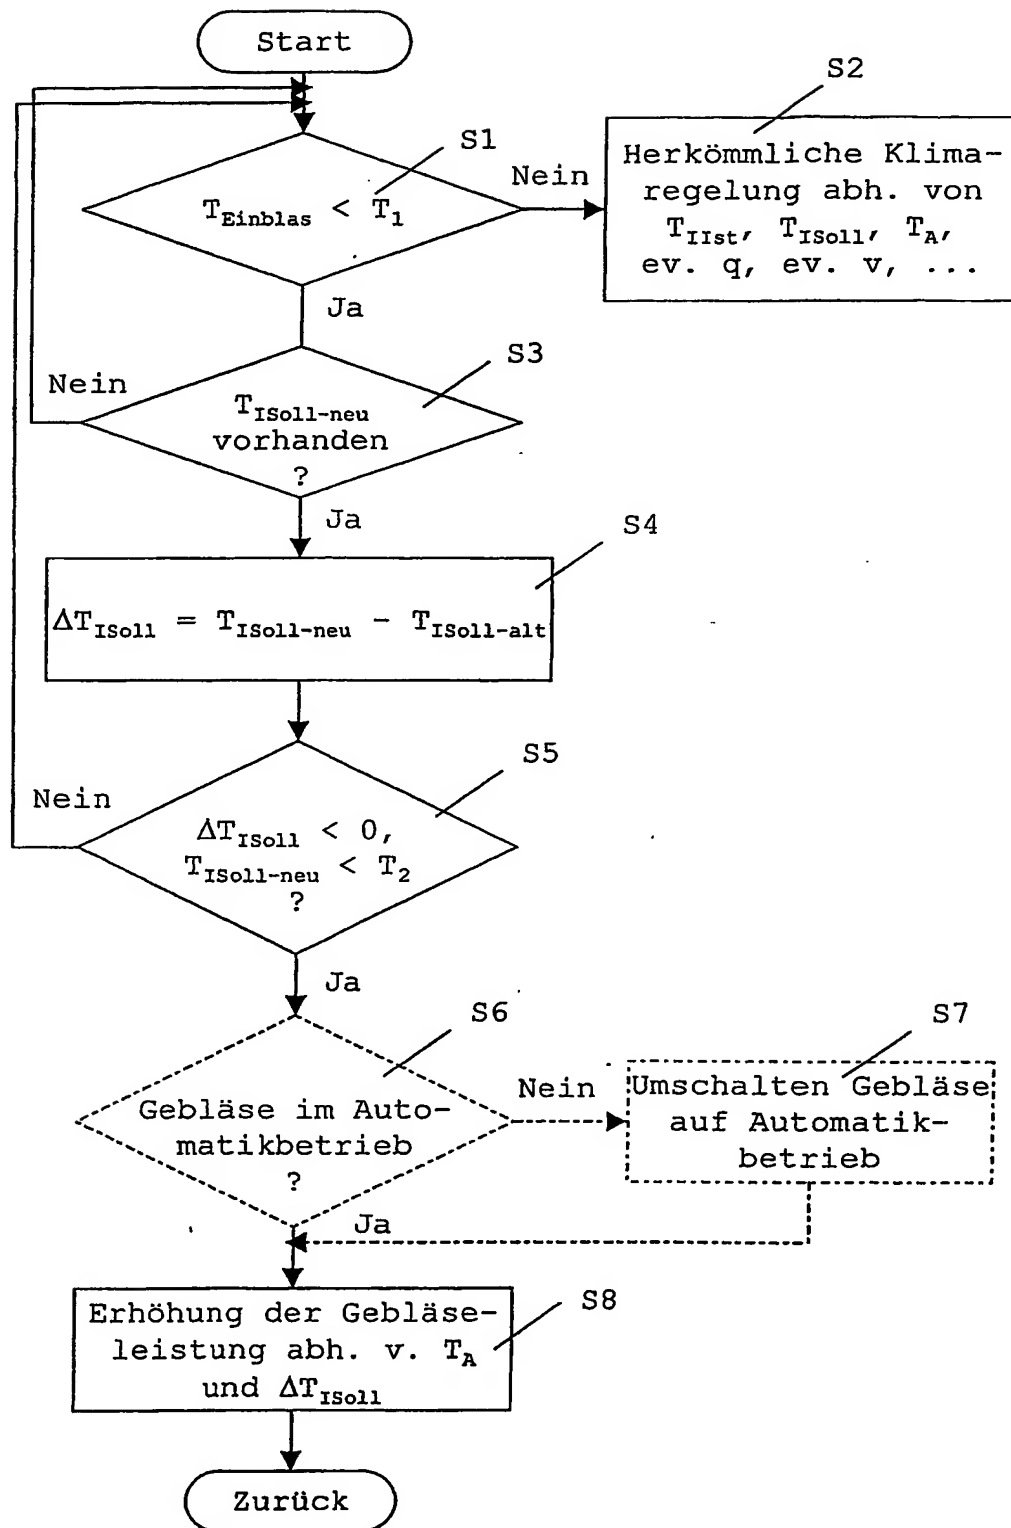 Start
S1
S2
T_Einblas < T_1
Nein
Herkömmliche Klima-
regelung abh. von
T_IIst, T_ISoll, T_A,
ev. q, ev. v, ...
Ja
S3
Nein
T_ISoll-neu
vorhanden
?
Ja
S4
ΔT_ISoll = T_ISoll-neu - T_ISoll-alt
S5
Nein
ΔT_ISoll < 0,
T_ISoll-neu < T_2
?
Ja
S6
S7
Gebläse im Auto-
matikbetrieb
?
Nein
Umschalten Gebläse
auf Automatik-
betrieb
Ja
S8
Erhöhung der Gebläse-
leistung abh. v. T_A
und ΔT_ISoll
Zurück